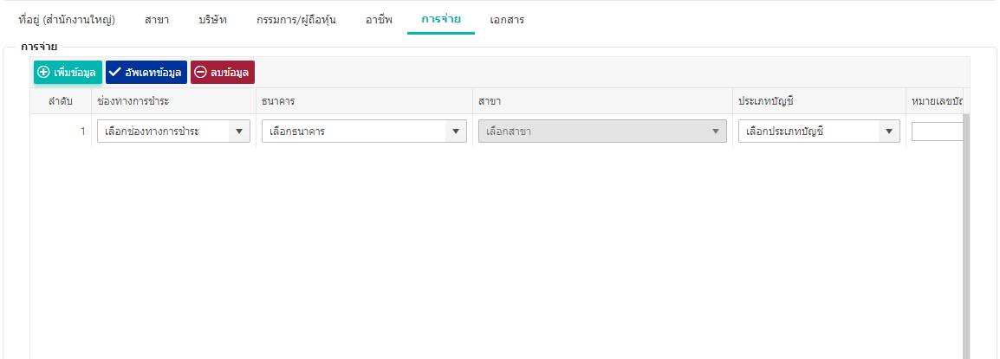 ที่อยู่ (สำนักงานใหญ่) สาขา บริษัท กรรมการ/ผู้ถือหุ้น อาชีพ การจ่าย เอกสาร
การจ่าย
เพิ่มข้อมูล อัพเดทข้อมูล ลบข้อมูล
ลำดับ ช่องทางการชำระ ธนาคาร สาขา ประเภทบัญชี หมายเลขบัญ
1 เลือกช่องทางการชำระ เลือกธนาคาร เลือกสาขา เลือกประเภทบัญชี